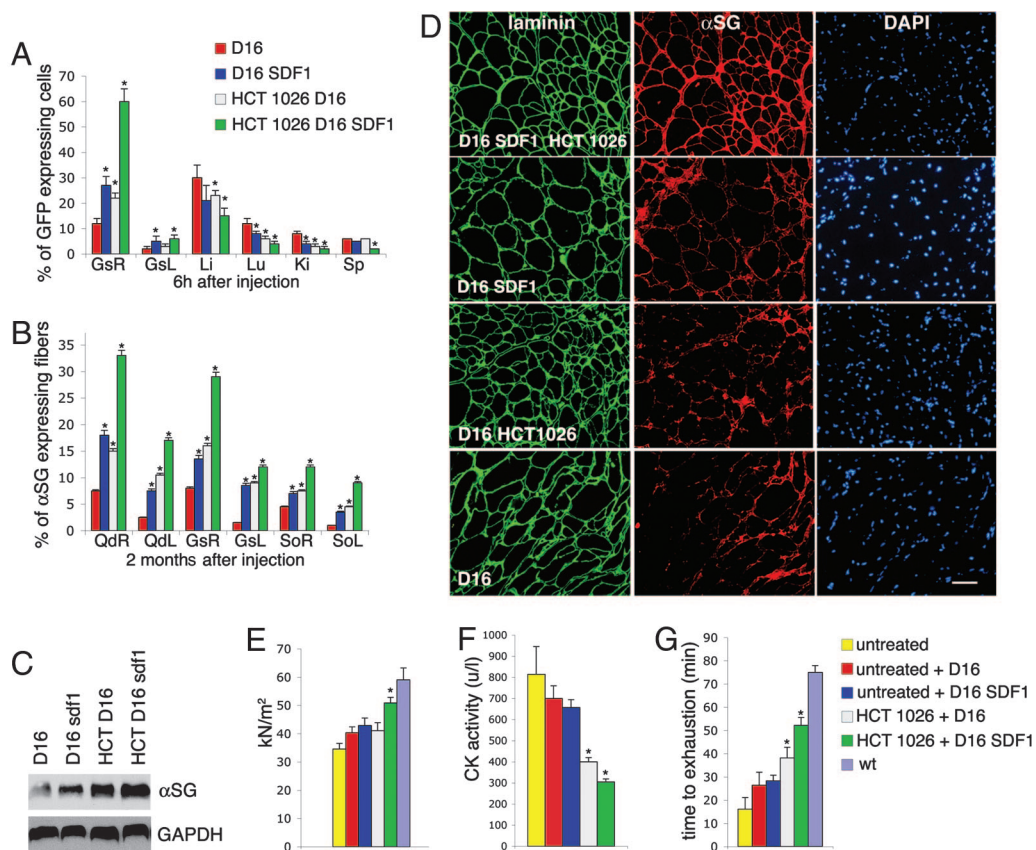 A
D16
D16 SDF1
HCT 1026 D16
HCT 1026 D16 SDF1
% of GFP expressing cells
70
60
50
40
30
20
10
0
* * * * * * * * * * * * * * *
GsR GsL Li Lu Ki Sp
6h after injection
B
% of αSG expressing fibers
35
30
25
20
15
10
5
0
* * * * * * * * * * * * * * * * * *
QdR QdL GsR GsL SoR SoL
2 months after injection
C
D16
D16 sdf1
HCT D16
HCT D16 sdf1
αSG
GAPDH
D
laminin αSG DAPI
D16 SDF1 HCT 1026
D16 SDF1
D16 HCT1026
D16
E
kN/m²
70
60
50
40
30
20
10
0
*
F
CK activity (u/l)
1000
900
800
700
600
500
400
300
200
100
0
* *
G
time to exhaustion (min)
90
80
70
60
50
40
30
20
10
0
* *
untreated
untreated + D16
untreated + D16 SDF1
HCT 1026 + D16
HCT 1026 + D16 SDF1
wt